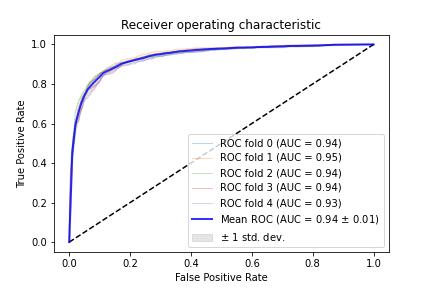 Receiver operating characteristic
True Positive Rate
1.0
0.8
0.6
0.4
0.2
0.0
ROC fold 0 (AUC = 0.94)
ROC fold 1 (AUC = 0.95)
ROC fold 2 (AUC = 0.94)
ROC fold 3 (AUC = 0.94)
ROC fold 4 (AUC = 0.93)
Mean ROC (AUC = 0.94 ± 0.01)
± 1 std. dev.
0.0 0.2 0.4 0.6 0.8 1.0
False Positive Rate